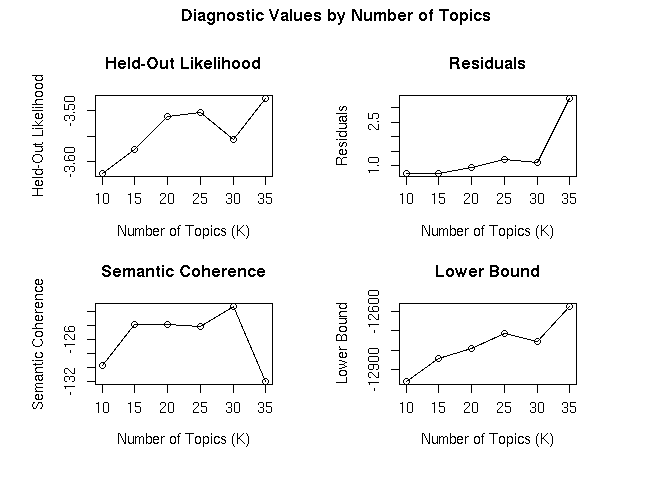 Diagnostic Values by Number of Topics
Held-Out Likelihood
Held-Out Likelihood
-3.60 -3.50
10 15 20 25 30 35
Number of Topics (K)
Residuals
Residuals
1.0 2.5
10 15 20 25 30 35
Number of Topics (K)
Semantic Coherence
Semantic Coherence
-132 -126
10 15 20 25 30 35
Number of Topics (K)
Lower Bound
Lower Bound
-12900 -12600
10 15 20 25 30 35
Number of Topics (K)